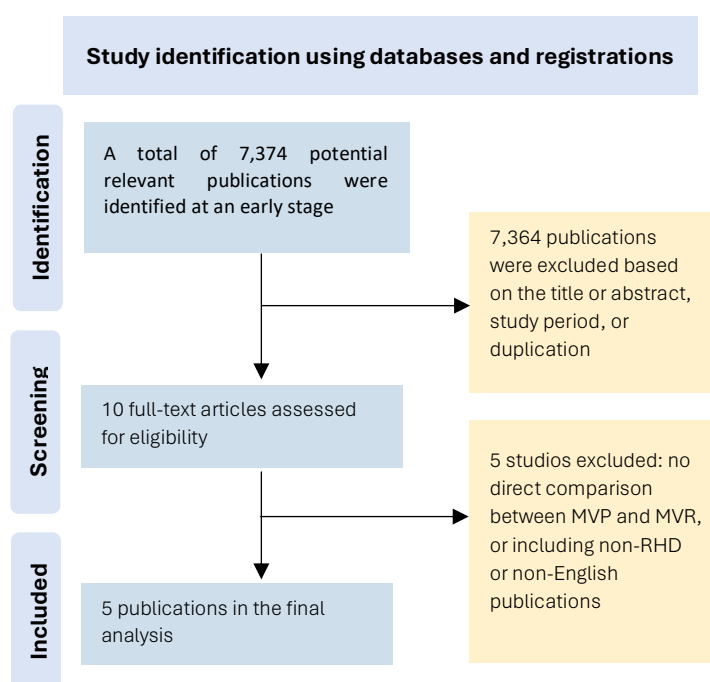 Study identification using databases and registrations
Identification
A total of 7,374 potential
relevant publications were
identified at an early stage
7,364 publications
were excluded based
on the title or abstract,
study period, or
duplication
Screening
10 full-text articles assessed
for eligibility
5 studios excluded: no
direct comparison
between MVP and MVR,
or including non-RHD
or non-English
publications
Included
5 publications in the final
analysis